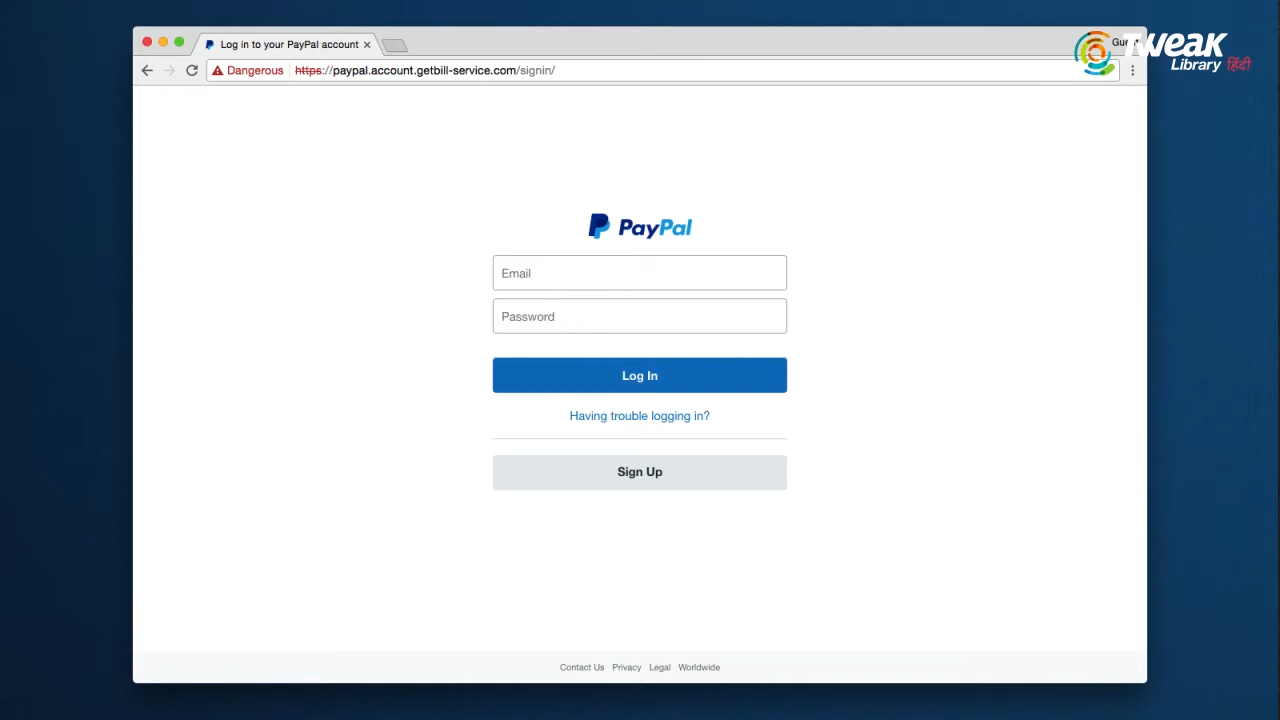 Log in to your PayPal account
TWEAK
Library हिंदी
Dangerous https://paypal.account.getbill-service.com/signin/
PayPal
Email
Password
Log In
Having trouble logging in?
Sign Up
Contact Us Privacy Legal Worldwide